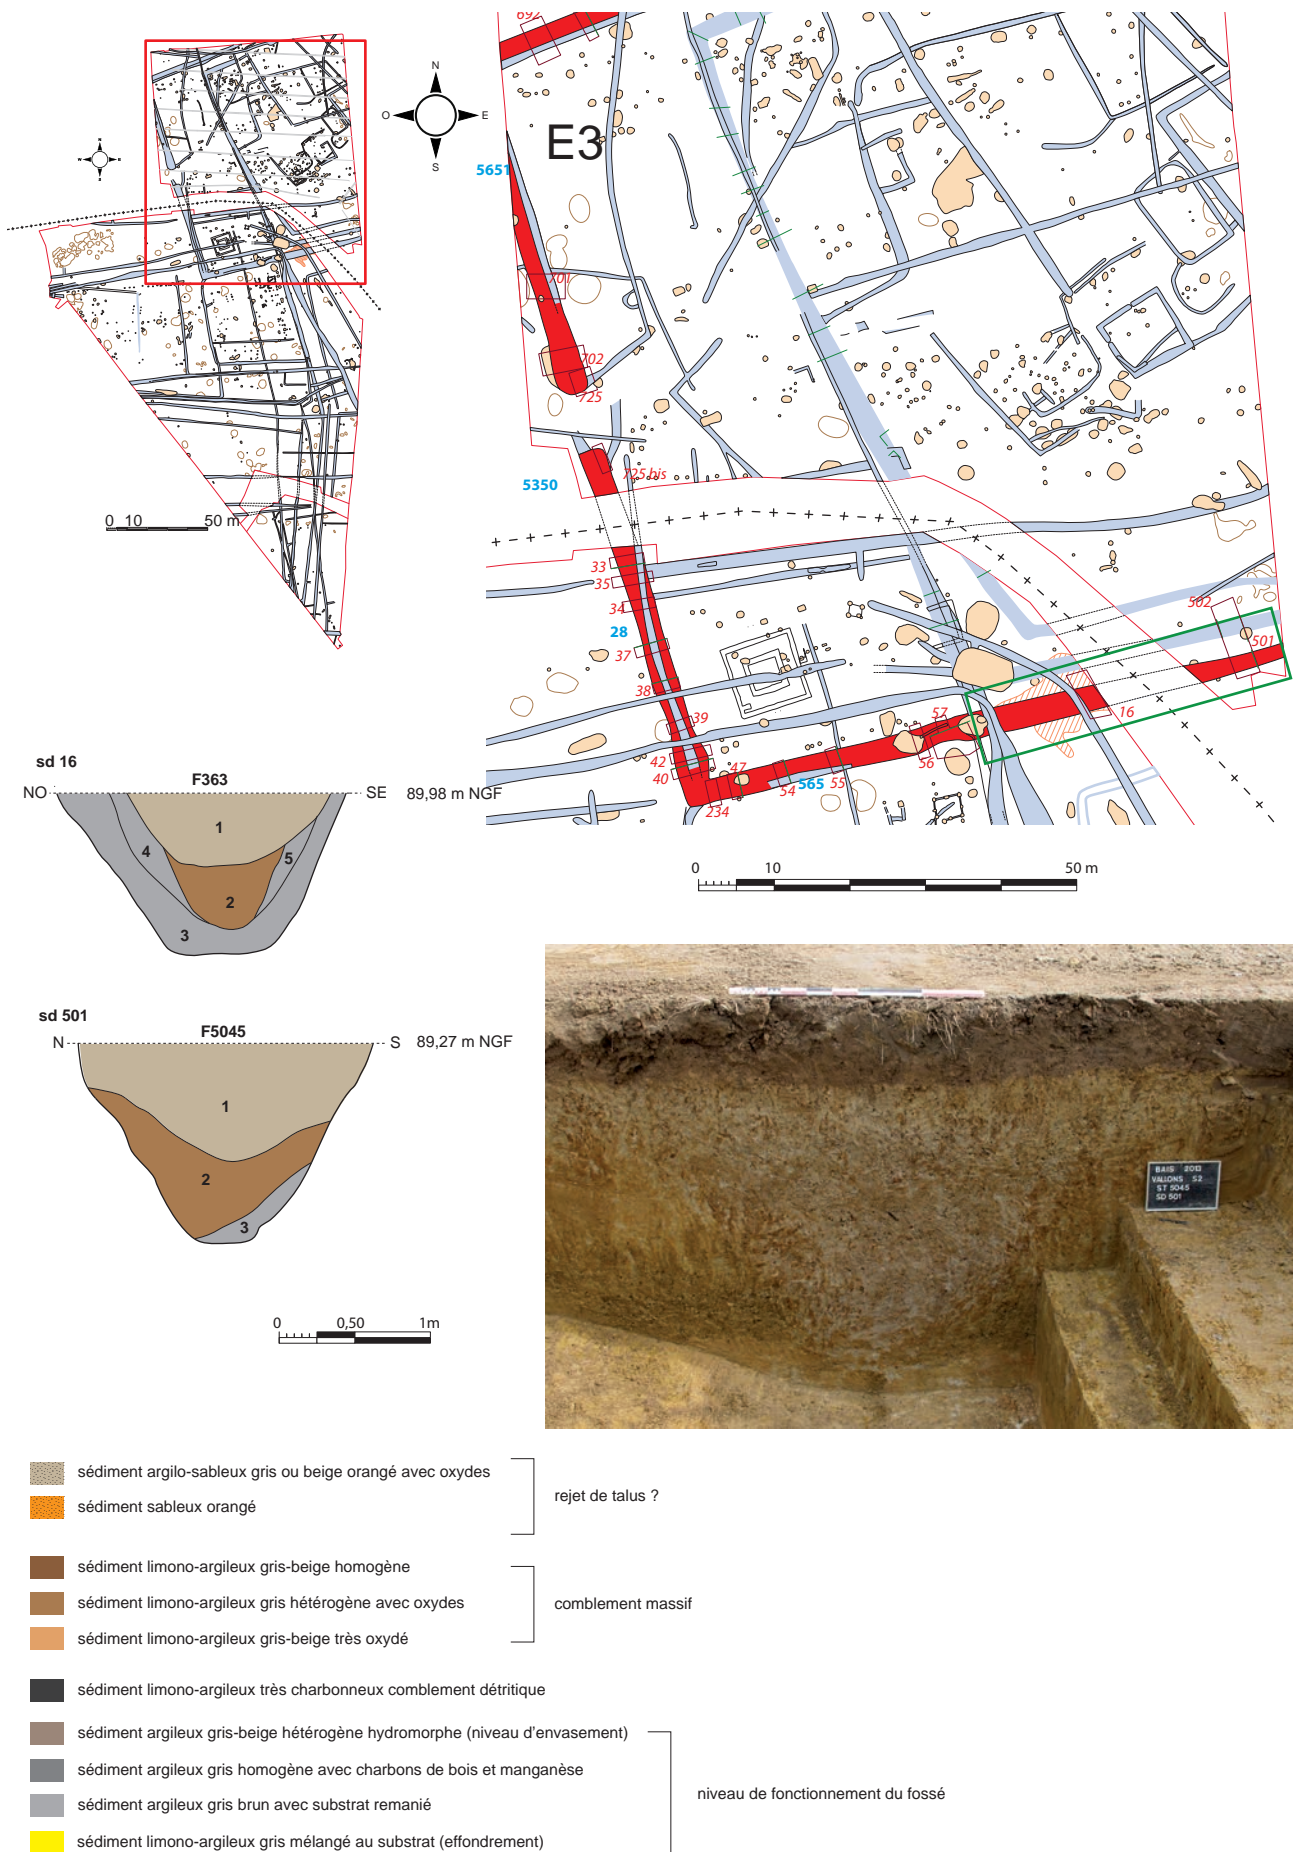 692
N
O
E
S
E3
5651
701
702
725
725 bis
5350
0 10 50 m
33
35
34
28
37
38
39
42
40
47
234
54
565
55
56
57
16
502
501
sd 16
F363
NO
SE 89,98 m NGF
1
4
5
2
3
0 10 50 m
sd 501
F5045
N
S 89,27 m NGF
1
2
3
0 0,50 1m
BAIS 2013
VALLONS S2
ST 5045
SD 501
sédiment argilo-sableux gris ou beige orangé avec oxydes
sédiment sableux orangé
rejet de talus ?
sédiment limono-argileux gris-beige homogène
sédiment limono-argileux gris hétérogène avec oxydes
sédiment limono-argileux gris-beige très oxydé
comblement massif
sédiment limono-argileux très charbonneux comblement détritique
sédiment argileux gris-beige hétérogène hydromorphe (niveau d'envasement)
sédiment argileux gris homogène avec charbons de bois et manganèse
sédiment argileux gris brun avec substrat remanié
sédiment limono-argileux gris mélangé au substrat (effondrement)
niveau de fonctionnement du fossé